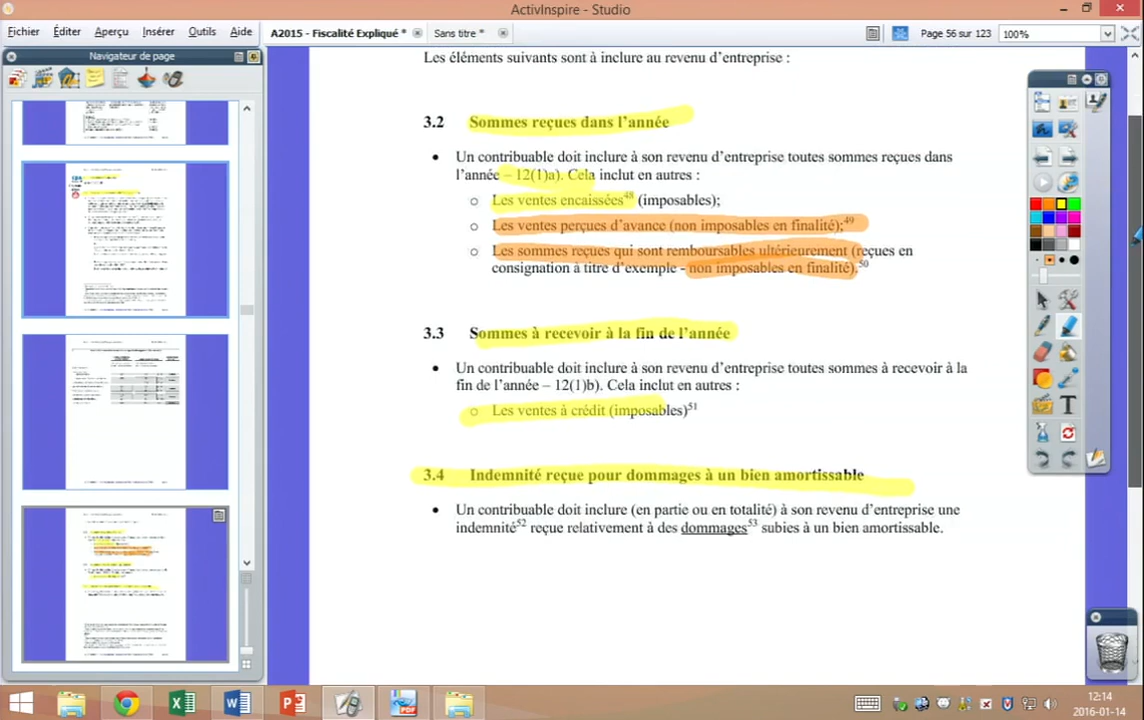 ActivInspire - Studio
Fichier Éditer Aperçu Insérer Outils Aide
A2015 - Fiscalité Expliqué * Sans titre *
Page 56 sur 123 100%
Navigateur de page
Les éléments suivants sont à inclure au revenu d’entreprise :
3.2 Sommes reçues dans l’année
• Un contribuable doit inclure à son revenu d’entreprise toutes sommes reçues dans
l’année – 12(1)a). Cela inclut en autres :
o Les ventes encaissées48 (imposables);
o Les ventes perçues d’avance (non imposables en finalité);49
o Les sommes reçues qui sont remboursables ultérieurement (reçues en
consignation à titre d’exemple - non imposables en finalité).50
3.3 Sommes à recevoir à la fin de l’année
• Un contribuable doit inclure à son revenu d’entreprise toutes sommes à recevoir à la
fin de l’année – 12(1)b). Cela inclut en autres :
o Les ventes à crédit (imposables)51
3.4 Indemnité reçue pour dommages à un bien amortissable
• Un contribuable doit inclure (en partie ou en totalité) à son revenu d’entreprise une
indemnité52 reçue relativement à des dommages53 subies à un bien amortissable.
12:14
2016-01-14